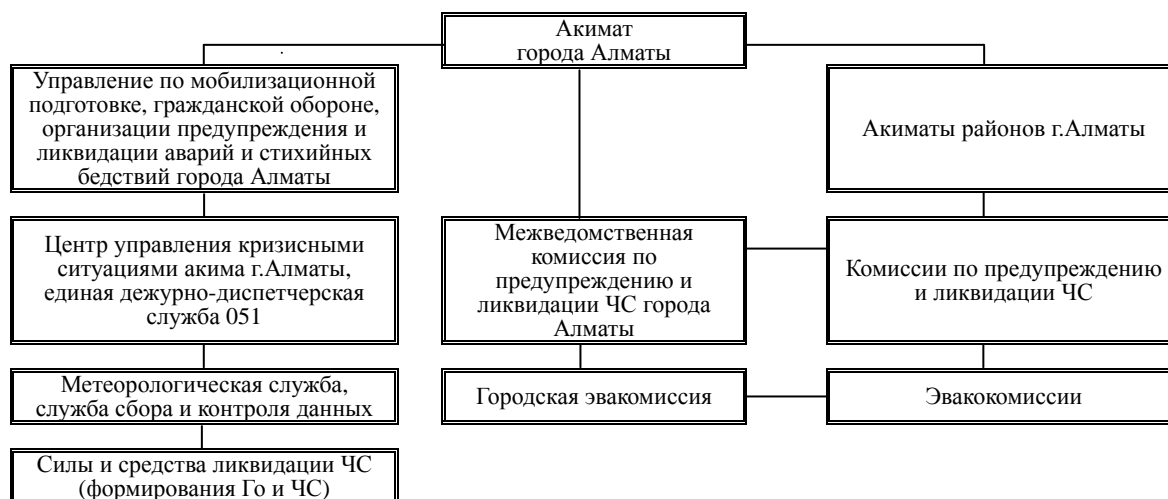 Акимат
города Алматы
Управление по мобилизационной
подготовке, гражданской обороне,
организации предупреждения и
ликвидации аварий и стихийных
бедствий города Алматы
Акиматы районов г.Алматы
Центр управления кризисными
ситуациями акима г.Алматы,
единая дежурно-диспетчерская
служба 051
Межведомственная
комиссия по
предупреждению и
ликвидации ЧС города
Алматы
Комиссии по предупреждению
и ликвидации ЧС
Метеорологическая служба,
служба сбора и контроля данных
Городская эвакомиссия
Эвакокомиссии
Силы и средства ликвидации ЧС
(формирования Го и ЧС)